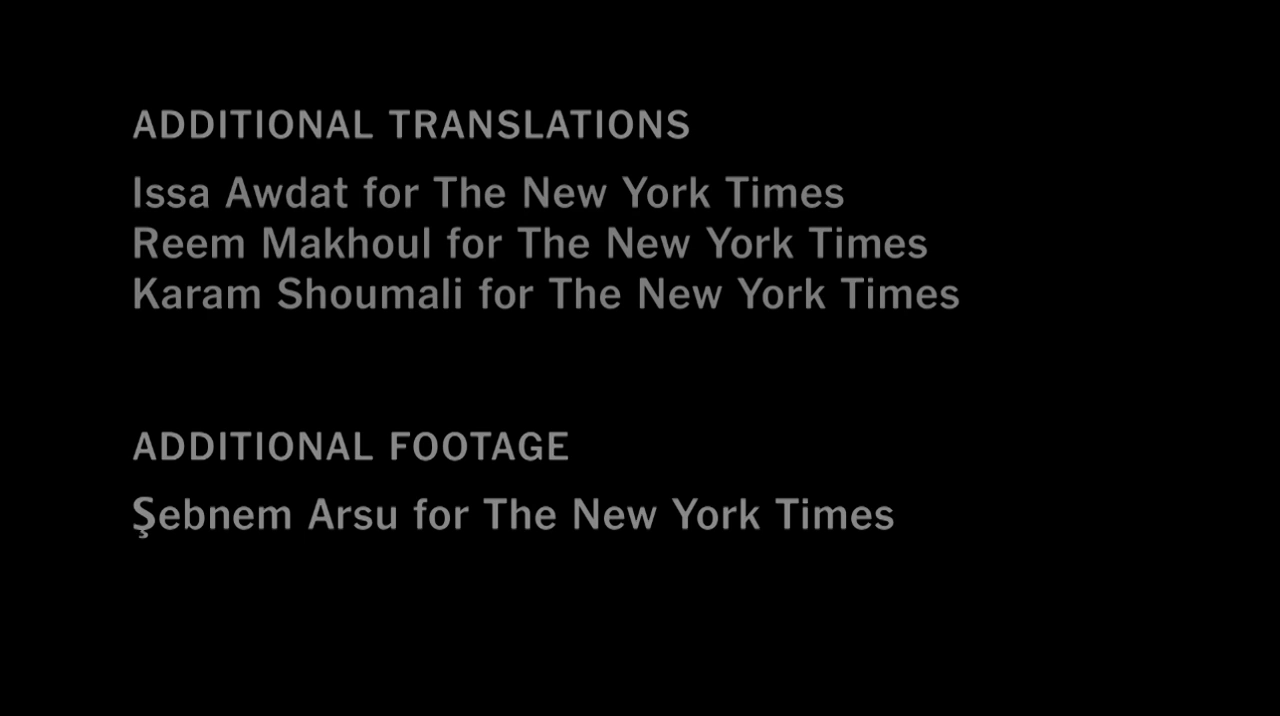 ADDITIONAL TRANSLATIONS
Issa Awdat for The New York Times
Reem Makhoul for The New York Times
Karam Shoumali for The New York Times
ADDITIONAL FOOTAGE
Şebnem Arsu for The New York Times